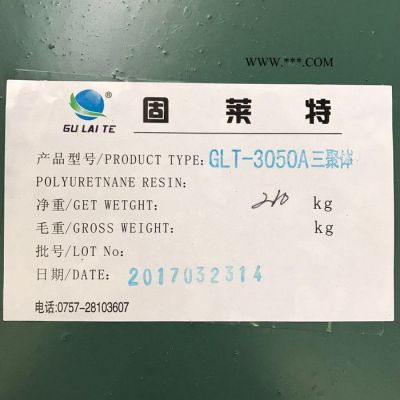 WWW.***.COM
GU LAI TE
固莱特
产品型号/PRODUCT TYPE: GLT-3050A三聚体
POLYURETNANE RESIN:
净重/GET WETGHT: 210 kg
毛重/GROSS WEIGHT: kg
批号/LOT No:
日期/DATE: 2017032314
电话:0757-28103607